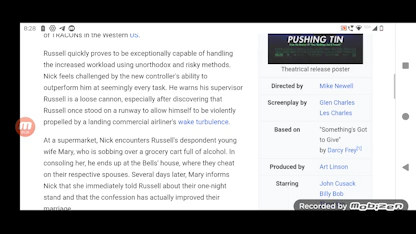 8:28
of TRACONs in the Western US.
Russell quickly proves to be exceptionally capable of handling
the increased workload using unorthodox and risky methods.
Nick feels challenged by the new controller's ability to
outperform him at seemingly every task. He warns his supervisor
Russell is a loose cannon, especially after discovering that
Russell once stood on a runway to allow himself to be violently
propelled by a landing commercial airliner's wake turbulence.
At a supermarket, Nick encounters Russell's despondent young
wife Mary, who is sobbing over a grocery cart full of alcohol. In
consoling her, he ends up at the Bells' house, where they cheat
on their respective spouses. Several days later, Mary informs
Nick that she immediately told Russell about their one-night
stand and that the confession has actually improved their
marriage.
PUSHING TIN
Theatrical release poster
Directed by Mike Newell
Screenplay by Glen Charles
Les Charles
Based on "Something's Got
to Give"
by Darcy Frey[1]
Produced by Art Linson
Starring John Cusack
Billy Bob
Recorded by Mobizen